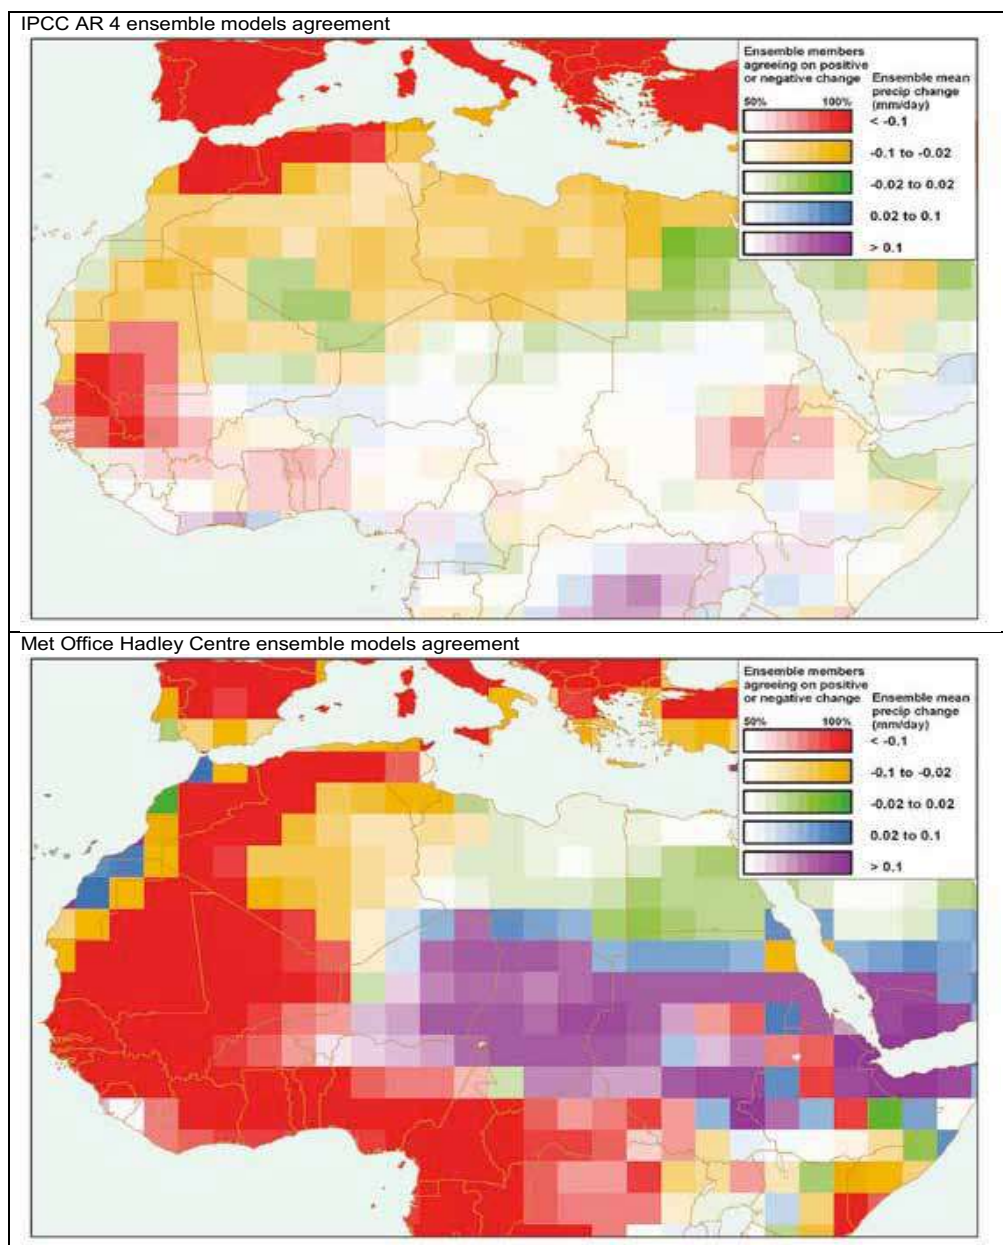 IPCC AR 4 ensemble models agreement
Ensemble members
agreeing on positive
or negative change
Ensemble mean
precip change
(mm/day)
50% 100%
< -0.1
-0.1 to -0.02
-0.02 to 0.02
0.02 to 0.1
> 0.1
Met Office Hadley Centre ensemble models agreement
Ensemble members
agreeing on positive
or negative change
Ensemble mean
precip change
(mm/day)
50% 100%
< -0.1
-0.1 to -0.02
-0.02 to 0.02
0.02 to 0.1
> 0.1